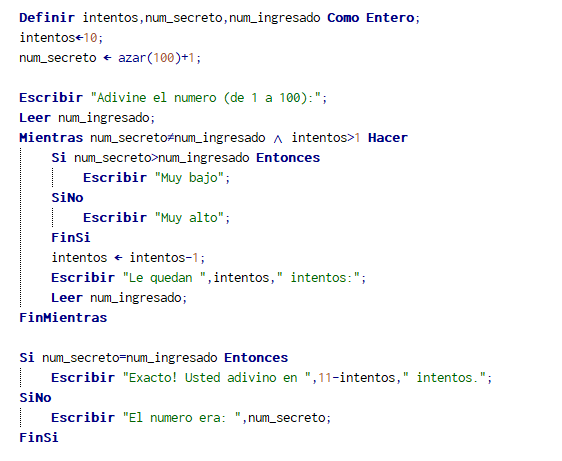 Definir intentos,num_secreto,num_ingresado Como Entero;
intentos←10;
num_secreto ← azar(100)+1;
Escribir "Adivine el numero (de 1 a 100):";
Leer num_ingresado;
Mientras num_secreto≠num_ingresado ∧ intentos>1 Hacer
Si num_secreto>num_ingresado Entonces
Escribir "Muy bajo";
SiNo
Escribir "Muy alto";
FinSi
intentos ← intentos-1;
Escribir "Le quedan ",intentos," intentos:";
Leer num_ingresado;
FinMientras
Si num_secreto=num_ingresado Entonces
Escribir "Exacto! Usted adivino en ",11-intentos," intentos.";
SiNo
Escribir "El numero era: ",num_secreto;
FinSi